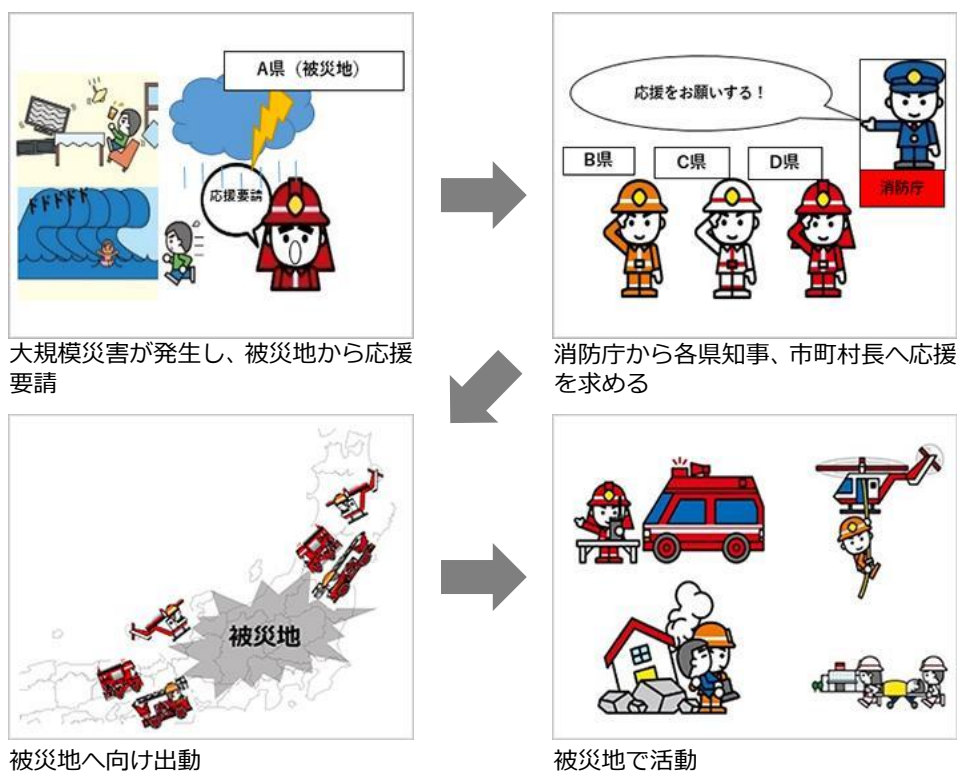 A県（被災地）
応援要請
ドドドドド
大規模災害が発生し、被災地から応援
要請
応援をお願いする！
B県
C県
D県
消防庁
消防庁から各県知事、市町村長へ応援
を求める
被災地
被災地へ向け出動
被災地で活動